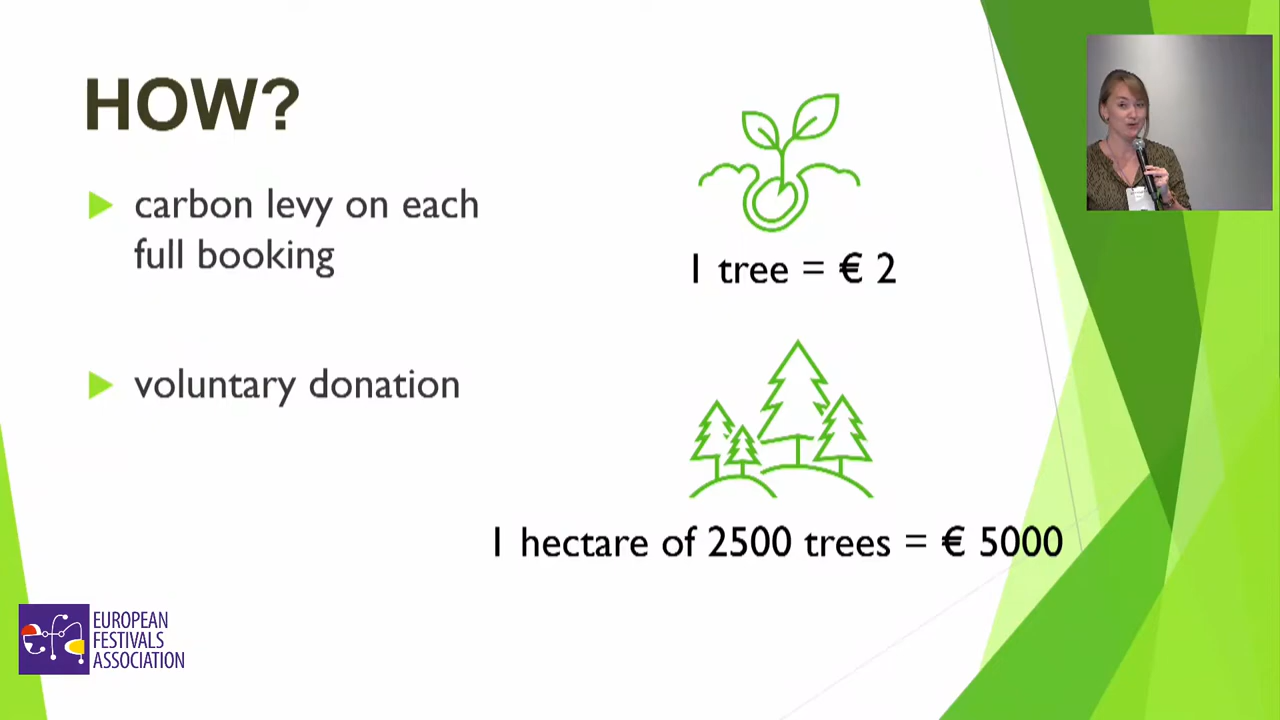 HOW?
carbon levy on each
full booking
voluntary donation
1 tree = € 2
1 hectare of 2500 trees = € 5000
EUROPEAN
FESTIVALS
ASSOCIATION